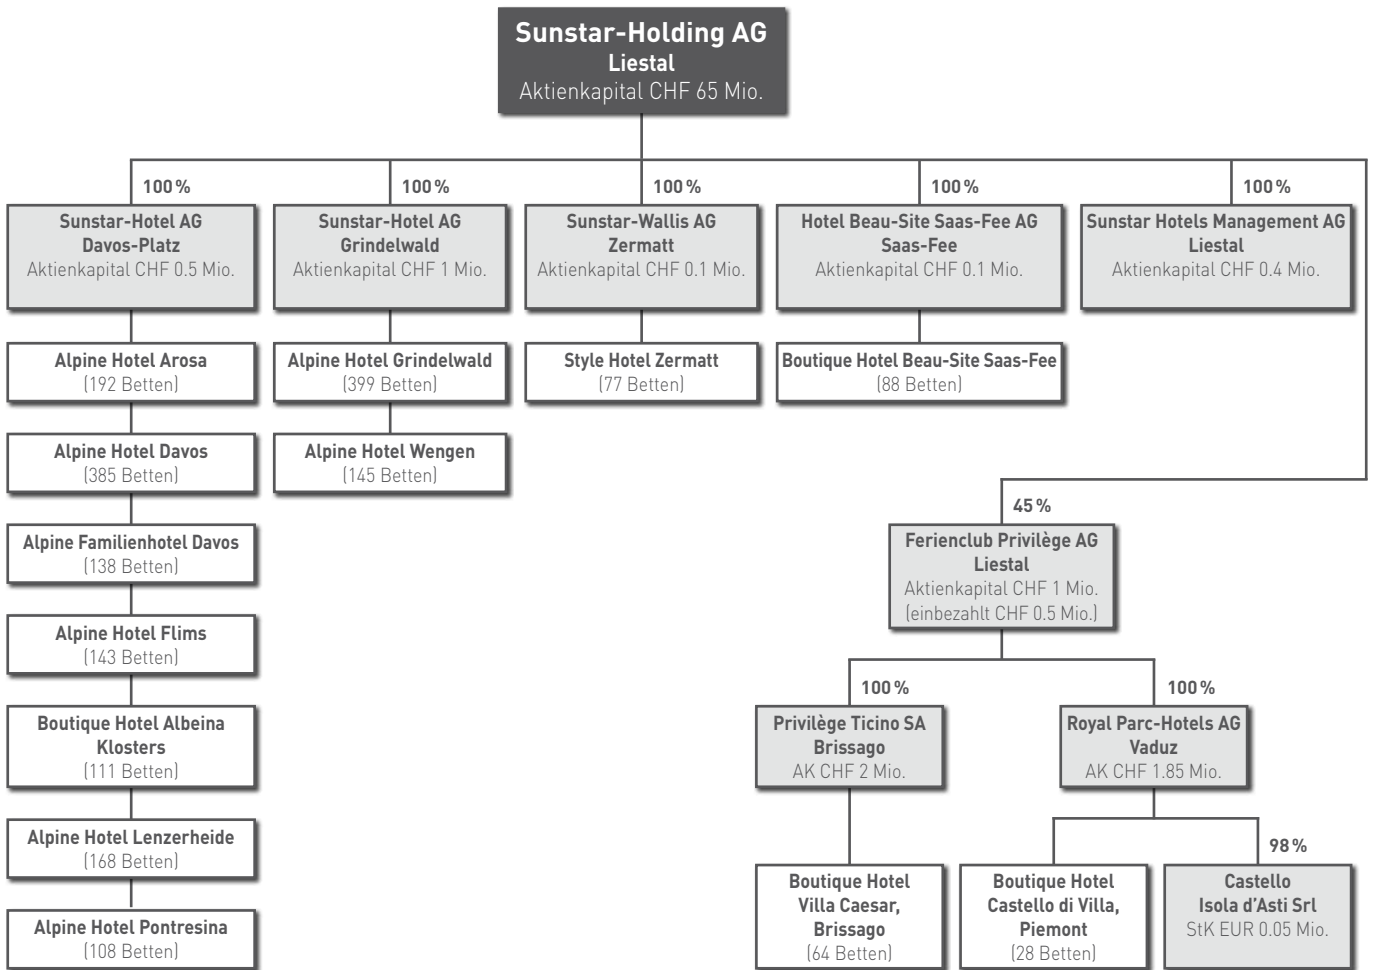 Sunstar-Holding AG
Liestal
Aktienkapital CHF 65 Mio.
100 %
Sunstar-Hotel AG
Davos-Platz
Aktienkapital CHF 0.5 Mio.
100 %
Sunstar-Hotel AG
Grindelwald
Aktienkapital CHF 1 Mio.
100 %
Sunstar-Wallis AG
Zermatt
Aktienkapital CHF 0.1 Mio.
100 %
Hotel Beau-Site Saas-Fee AG
Saas-Fee
Aktienkapital CHF 0.1 Mio.
100 %
Sunstar Hotels Management AG
Liestal
Aktienkapital CHF 0.4 Mio.
Alpine Hotel Arosa
(192 Betten)
Alpine Hotel Davos
(385 Betten)
Alpine Familienhotel Davos
(138 Betten)
Alpine Hotel Flims
(143 Betten)
Boutique Hotel Albeina
Klosters
(111 Betten)
Alpine Hotel Lenzerheide
(168 Betten)
Alpine Hotel Pontresina
(108 Betten)
Alpine Hotel Grindelwald
(399 Betten)
Alpine Hotel Wengen
(145 Betten)
Style Hotel Zermatt
(77 Betten)
Boutique Hotel Beau-Site Saas-Fee
(88 Betten)
45 %
Ferienclub Privilège AG
Liestal
Aktienkapital CHF 1 Mio.
(einbezahlt CHF 0.5 Mio.)
100 %
Privilège Ticino SA
Brissago
AK CHF 2 Mio.
100 %
Royal Parc-Hotels AG
Vaduz
AK CHF 1.85 Mio.
Boutique Hotel
Villa Caesar,
Brissago
(64 Betten)
Boutique Hotel
Castello di Villa,
Piemont
(28 Betten)
98 %
Castello
Isola d’Asti Srl
StK EUR 0.05 Mio.